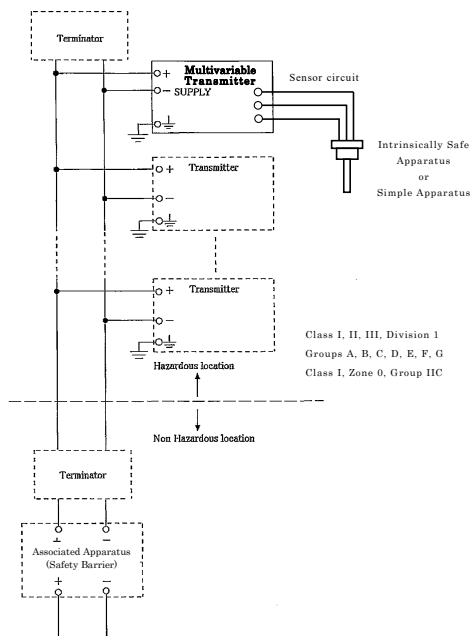 Terminator
Multivariable
Transmitter
+
− SUPPLY
Sensor circuit
Intrinsically Safe
Apparatus
or
Simple Apparatus
Transmitter
+
−
Transmitter
+
−
Class I, II, III, Division 1
Groups A, B, C, D, E, F, G
Class I, Zone 0, Group IIC
Hazardous location
Non Hazardous location
Terminator
+ −
Associated Apparatus
(Safety Barrier)
+ −